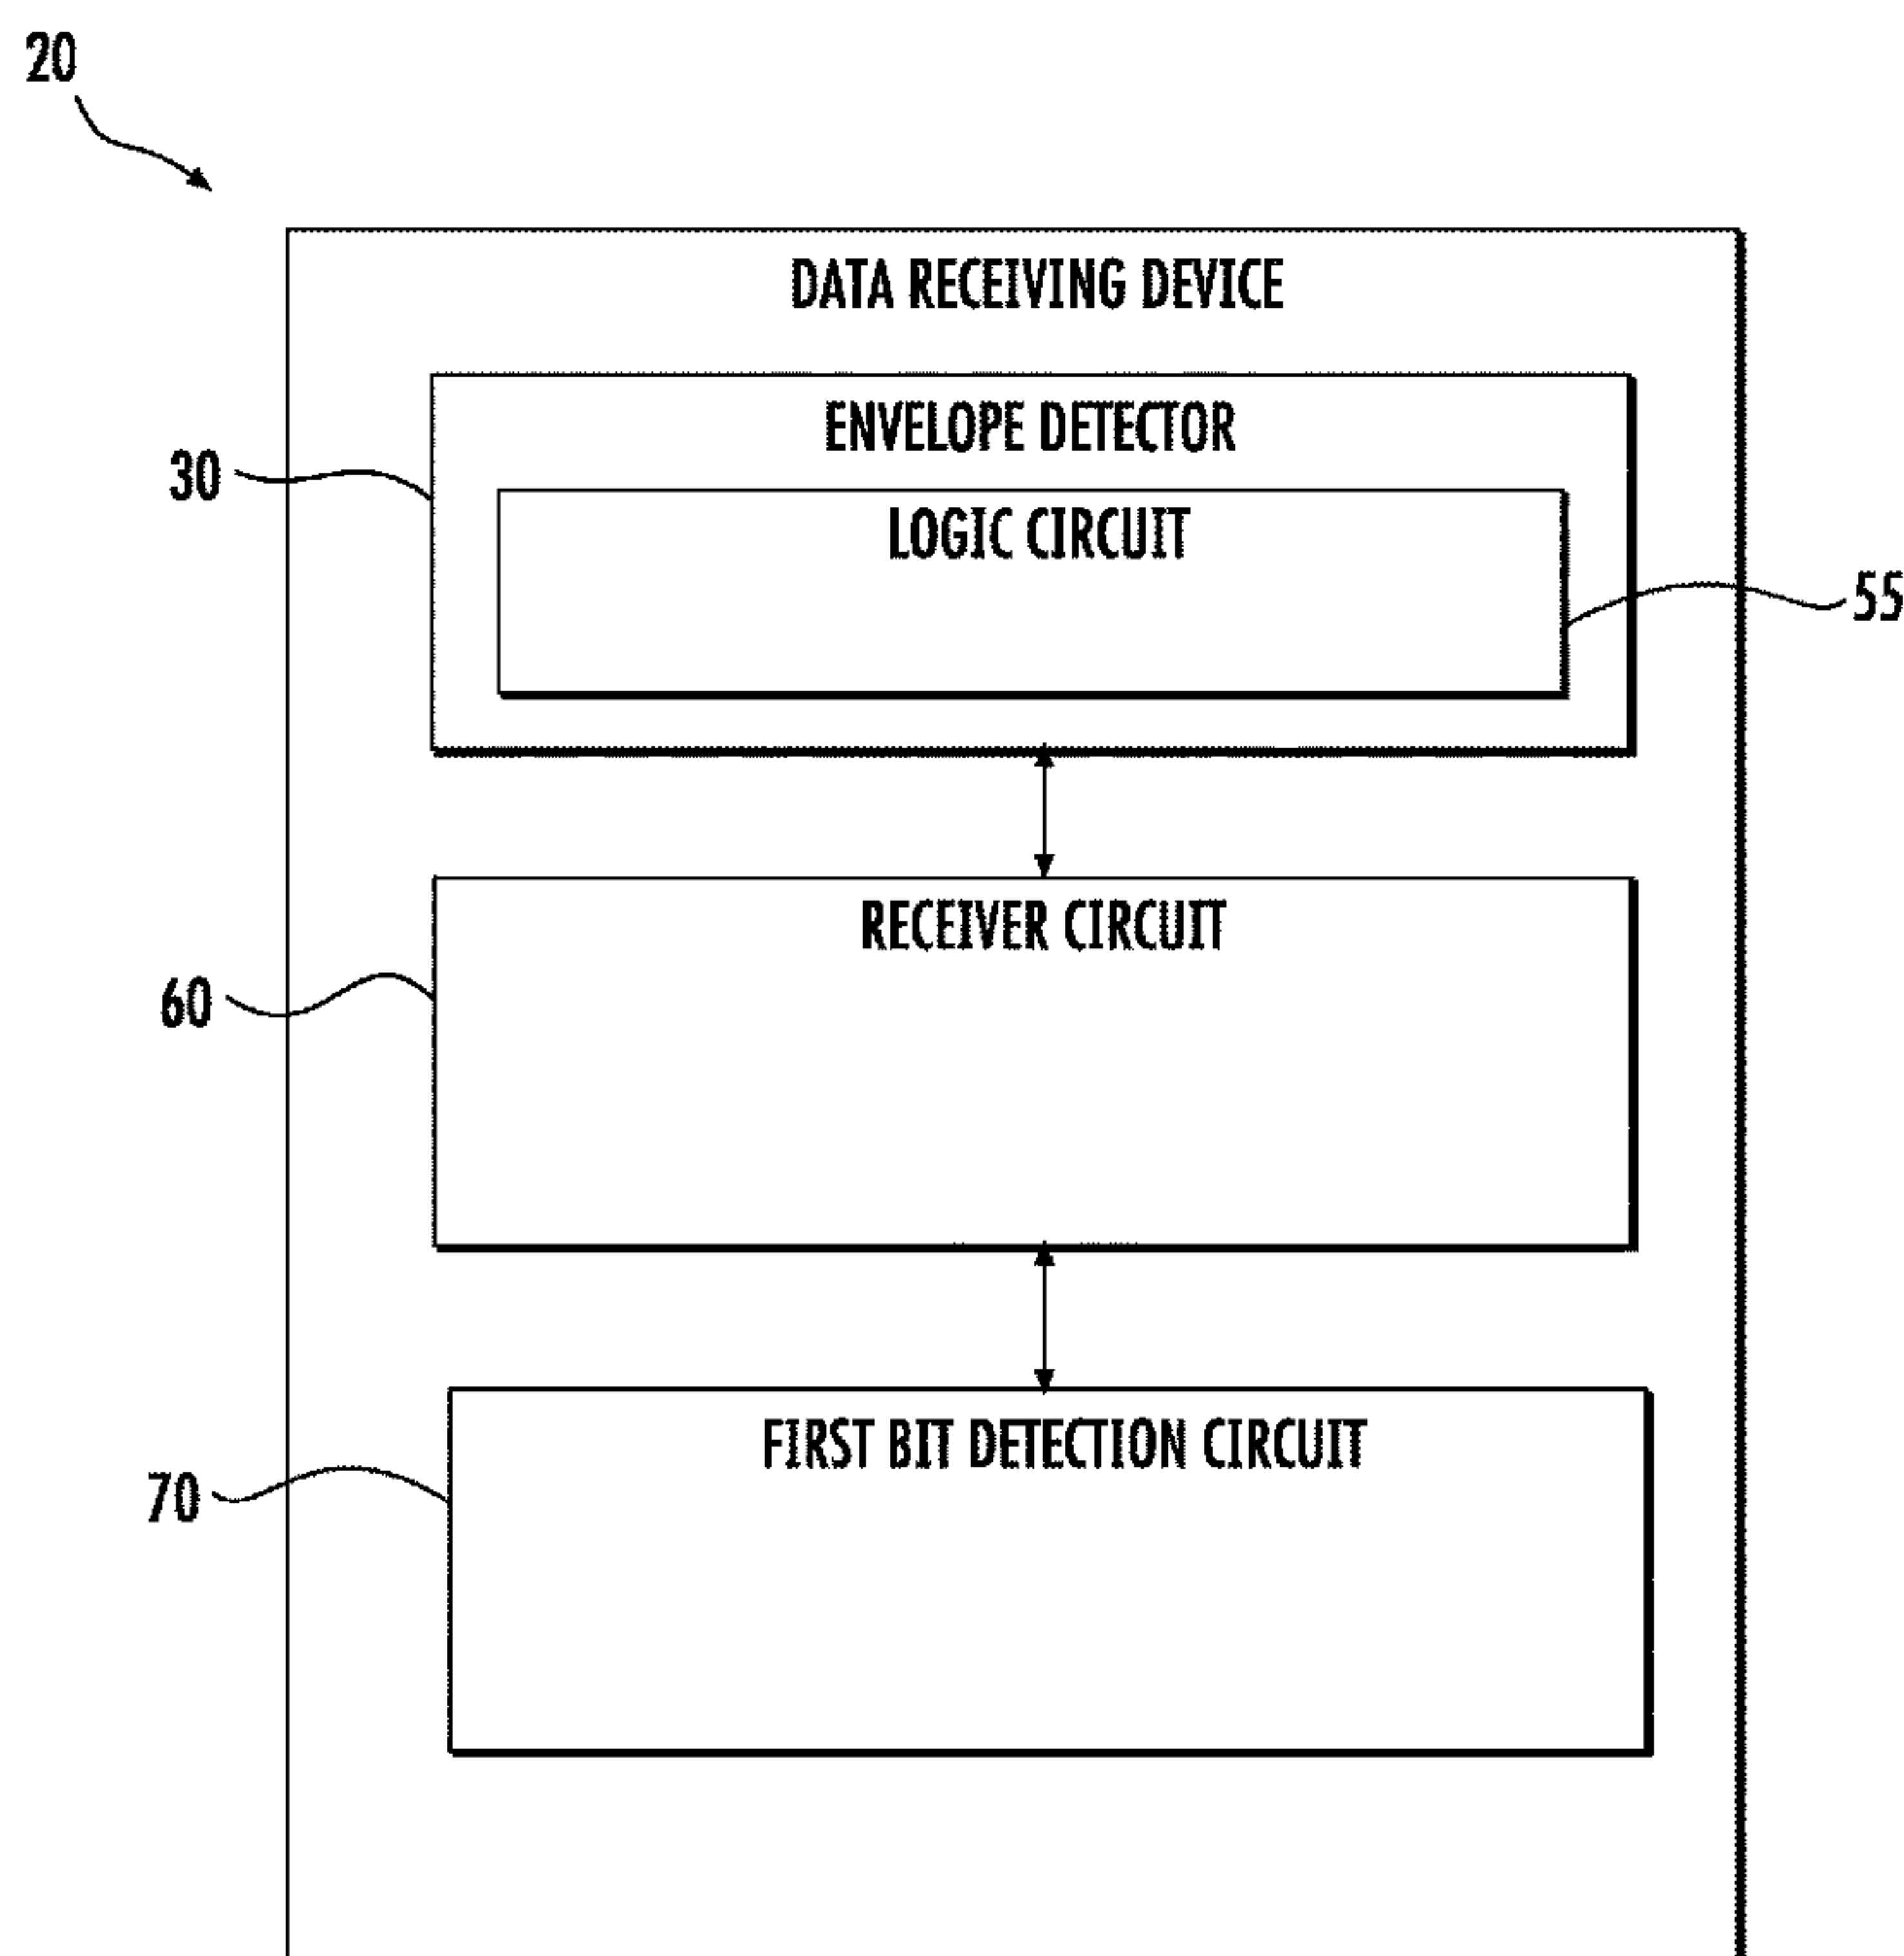 20
DATA RECEIVING DEVICE
ENVELOPE DETECTOR
30
LOGIC CIRCUIT
55
RECEIVER CIRCUIT
60
FIRST BIT DETECTION CIRCUIT
70